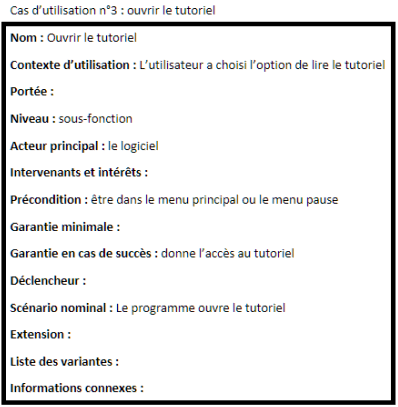 Cas d’utilisation n°3 : ouvrir le tutoriel
Nom : Ouvrir le tutoriel
Contexte d’utilisation : L’utilisateur a choisi l’option de lire le tutoriel
Portée :
Niveau : sous-fonction
Acteur principal : le logiciel
Intervenants et intérêts :
Précondition : être dans le menu principal ou le menu pause
Garantie minimale :
Garantie en cas de succès : donne l’accès au tutoriel
Déclencheur :
Scénario nominal : Le programme ouvre le tutoriel
Extension :
Liste des variantes :
Informations connexes :